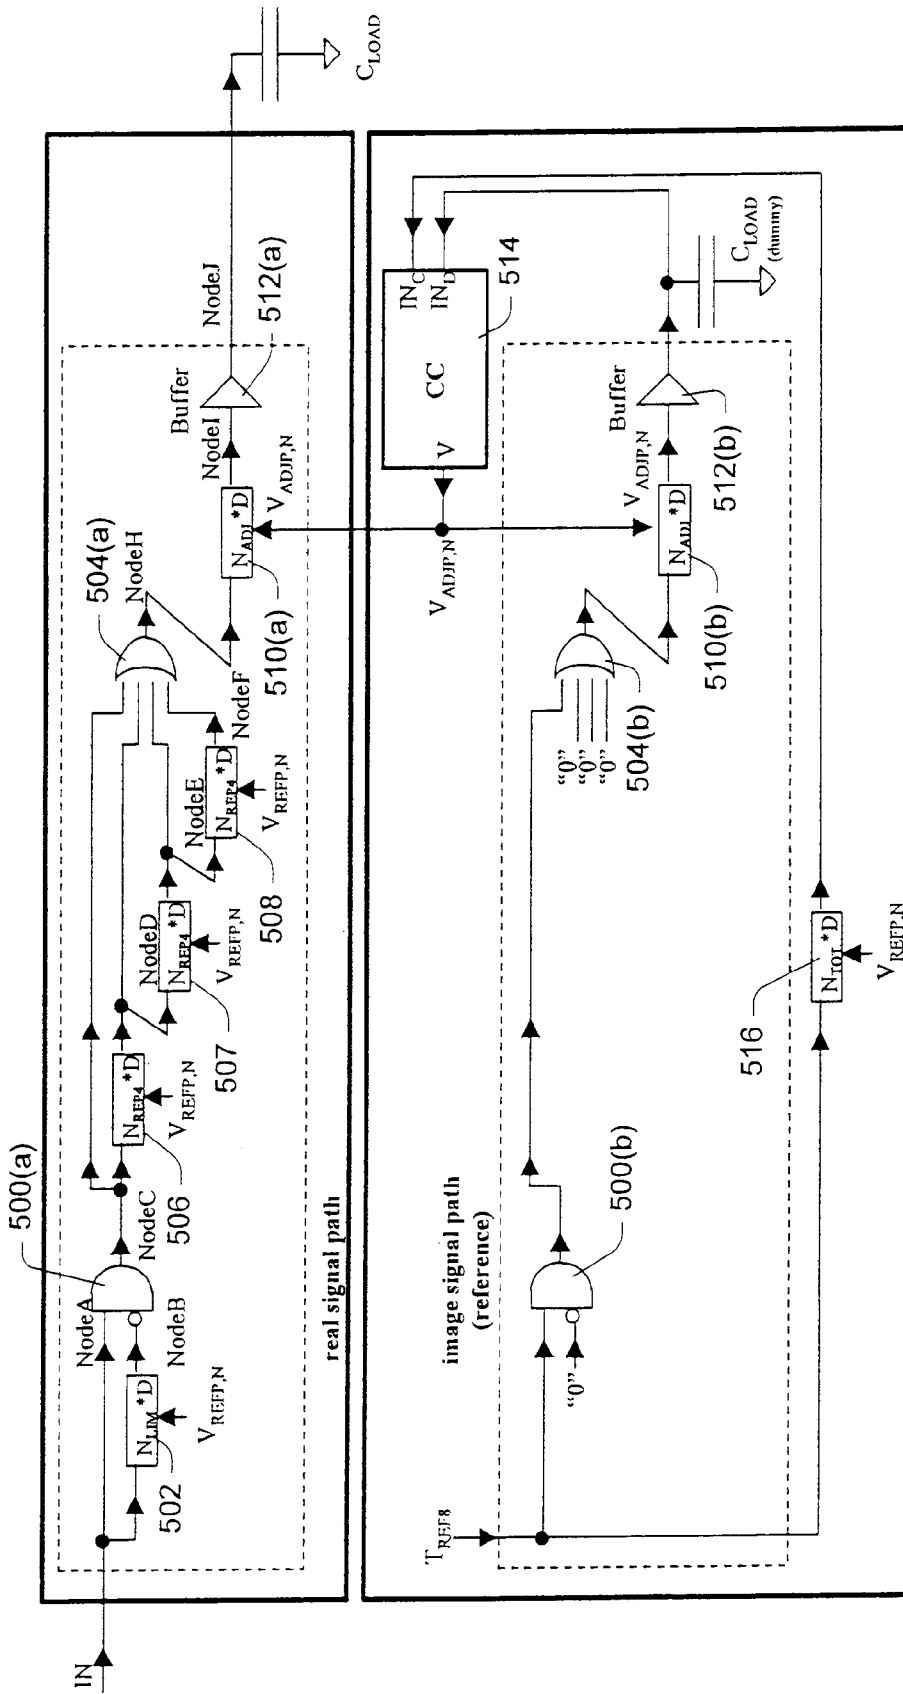 IN
NodeA
500(a)
N_LIM*D
502
V_REFP,N
NodeB
NodeC
N_REP4*D
506
V_REFP,N
NodeD
N_REP4*D
507
V_REFP,N
NodeE
N_REP4*D
508
V_REFP,N
NodeF
504(a)
NodeH
N_ADJ*D
510(a)
V_ADJP,N
NodeI
Buffer
512(a)
NodeJ
C_LOAD
real signal path
image signal path
(reference)
T_REF8
"0"
500(b)
"0"
"0"
"0"
504(b)
N_ADJ*D
510(b)
V_ADJP,N
V_ADJP,N
Buffer
512(b)
V
CC
IN_C
IN_D
514
C_LOAD
(dummy)
N_TOT*D
516
V_REFP,N